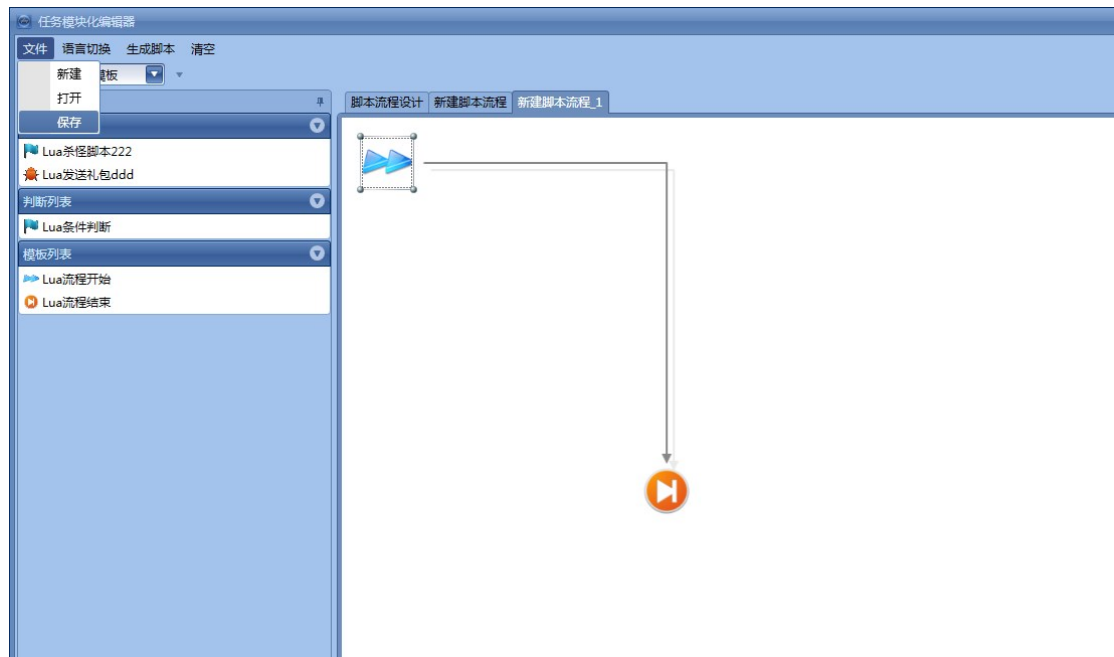 任务模块化编辑器
文件 语言切换 生成脚本 清空
新建
模板
打开
保存
脚本流程设计 新建脚本流程 新建脚本流程_1
Lua杀怪脚本222
Lua发送礼包ddd
判断列表
Lua条件判断
模板列表
Lua流程开始
Lua流程结束